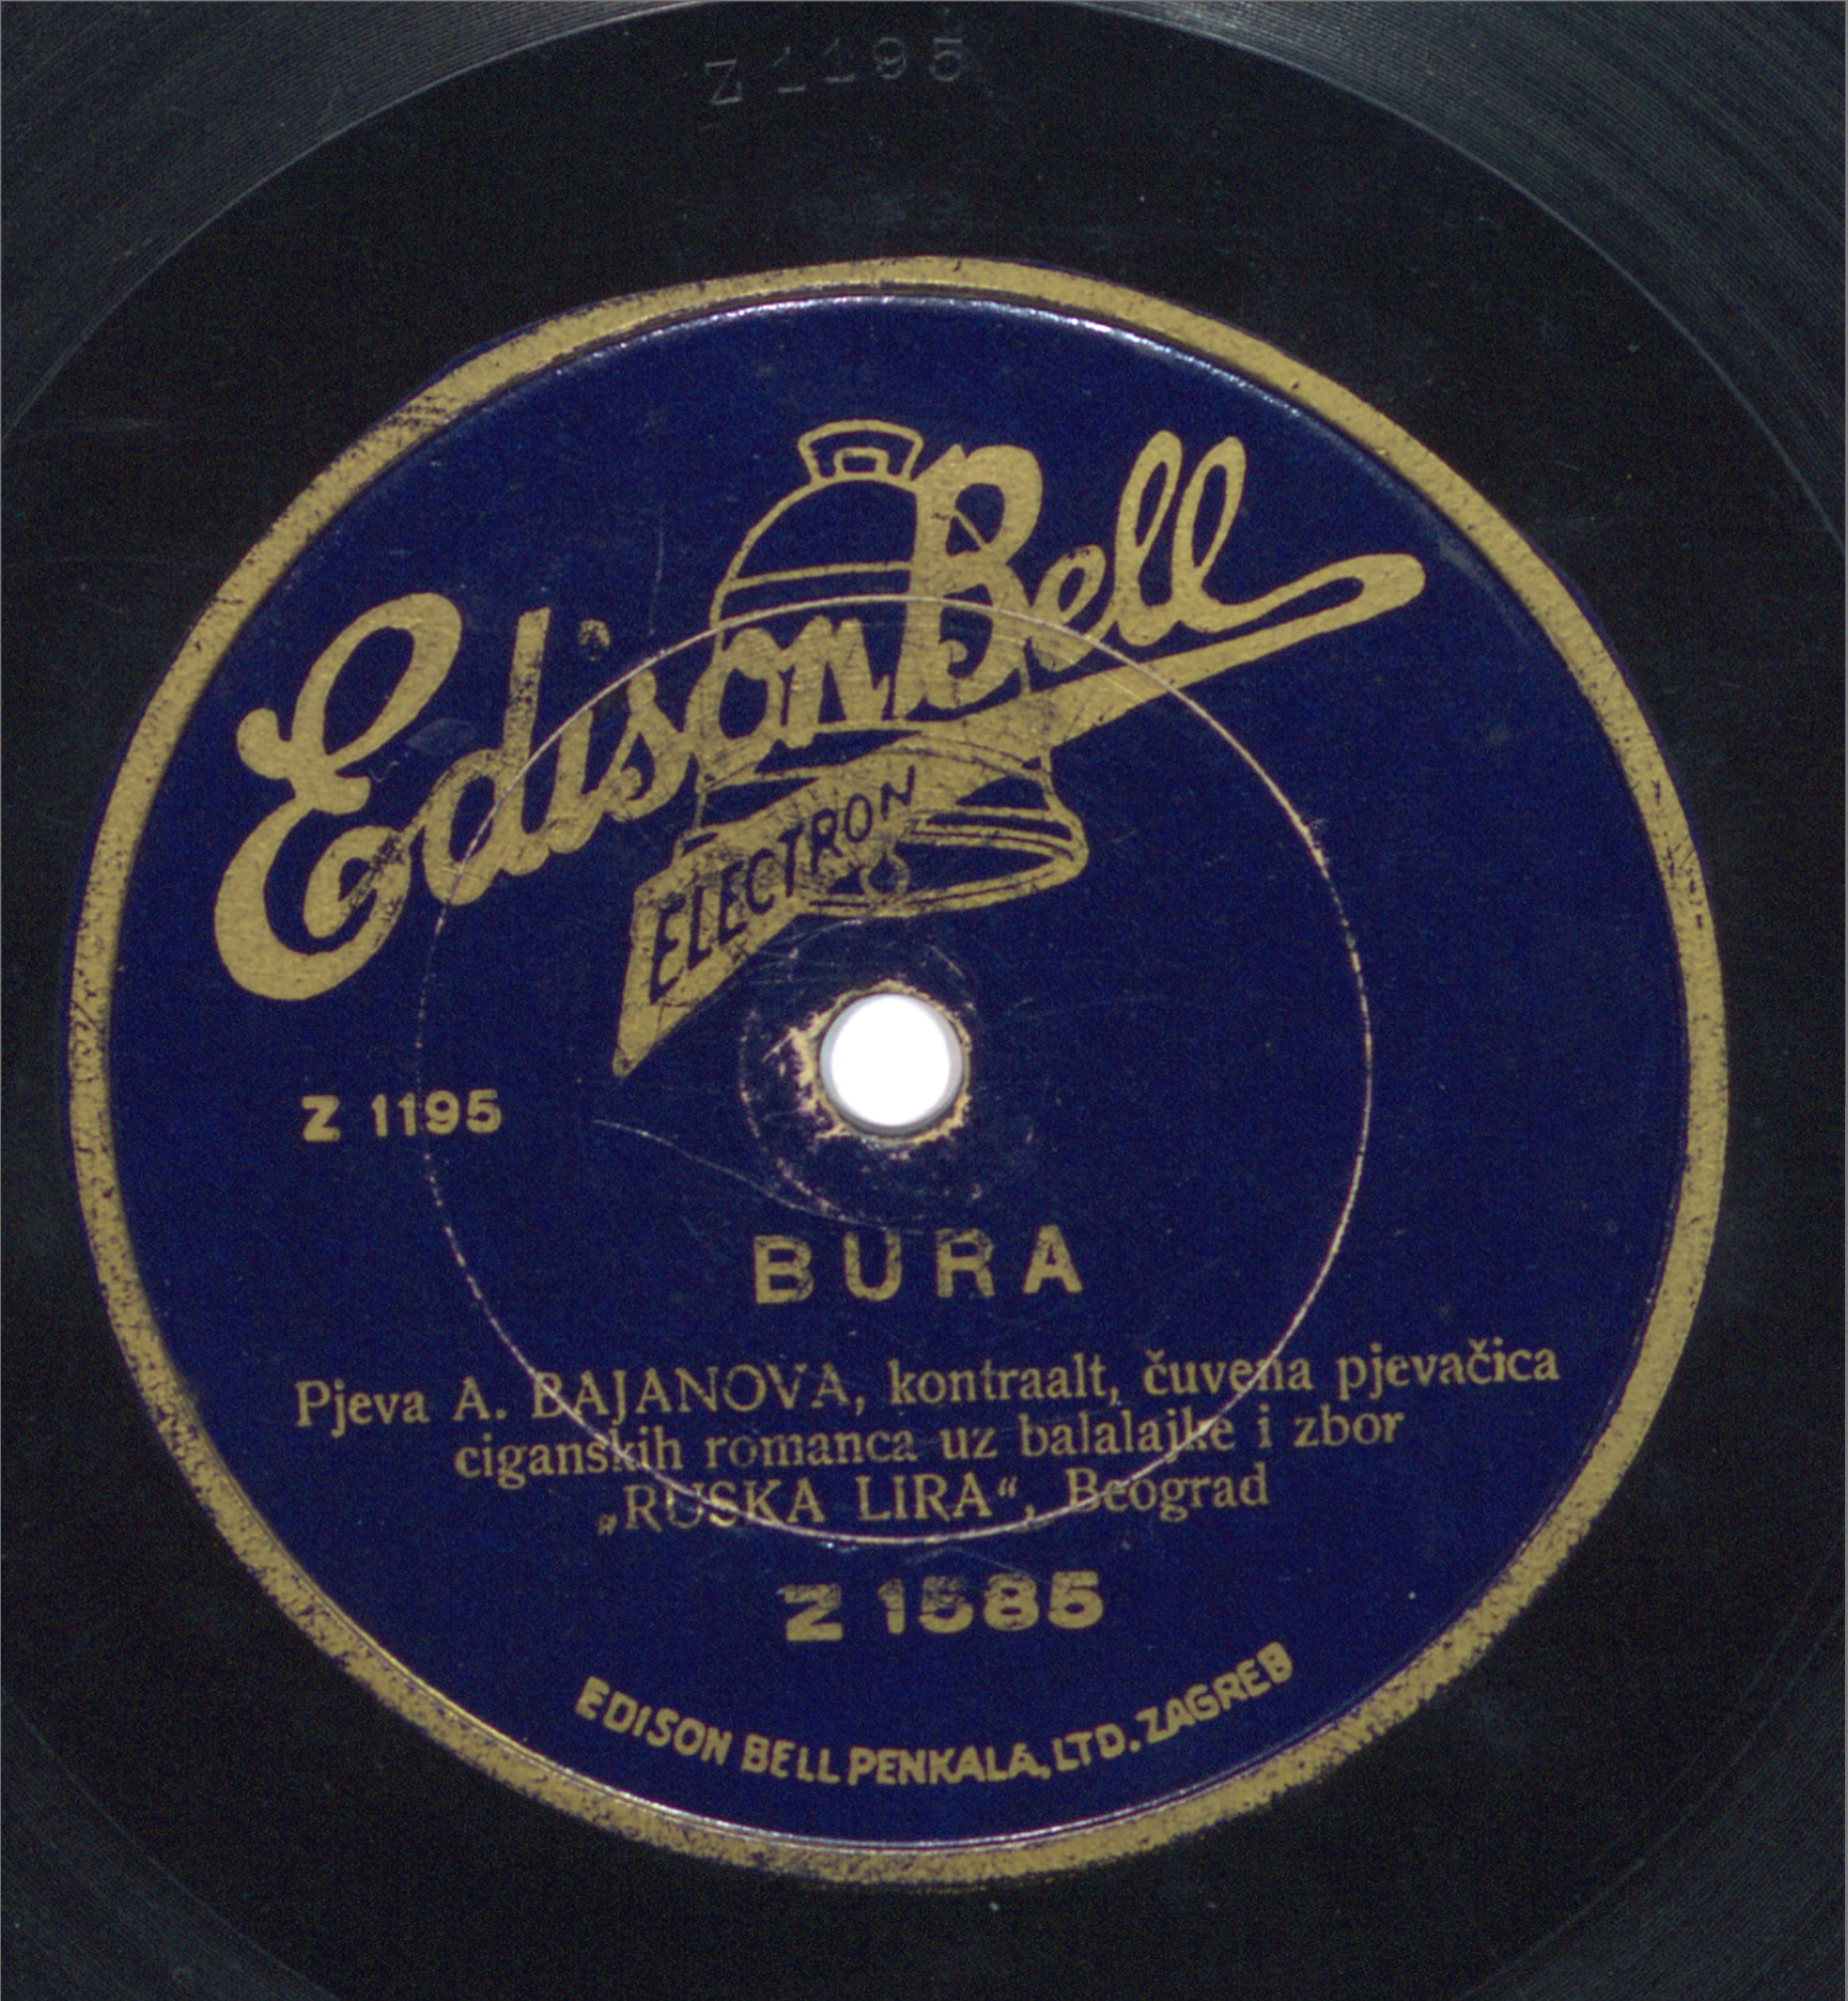 Z 1195
Edison Bell
ELECTRON
Z 1195
BURA
Pjeva A. BAJANOVA, kontraalt, čuvena pjevačica
ciganskih romanca uz balalajke i zbor
„RUSKA LIRA“, Beograd
Z 1585
EDISON BELL PENKALA, LTD. ZAGREB